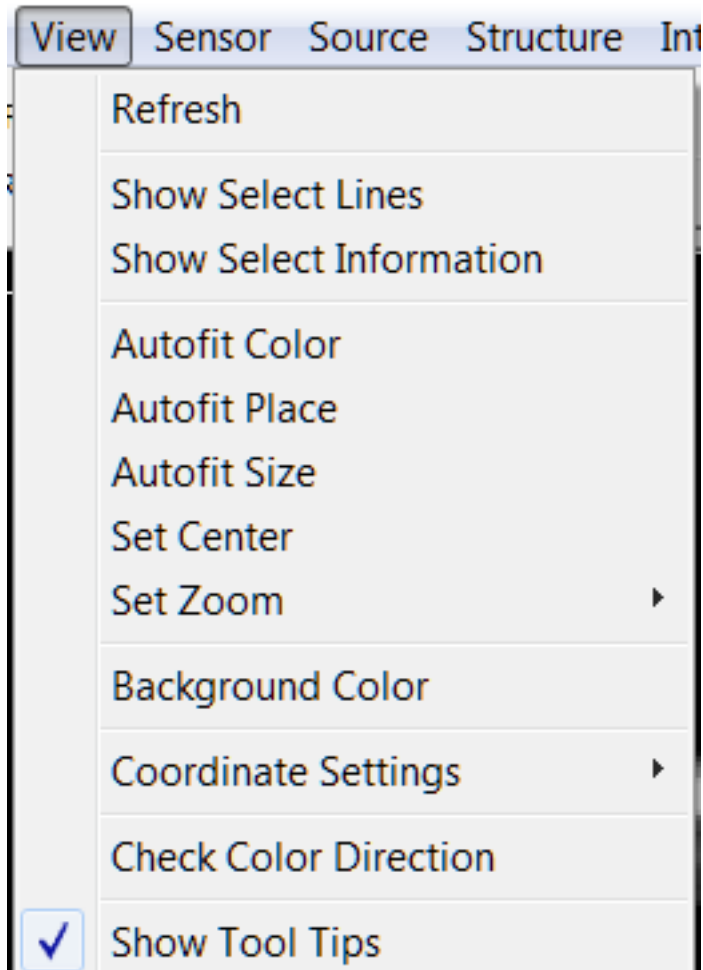 View Sensor Source Structure Int
Refresh
Show Select Lines
Show Select Information
Autofit Color
Autofit Place
Autofit Size
Set Center
Set Zoom
Background Color
Coordinate Settings
Check Color Direction
Show Tool Tips